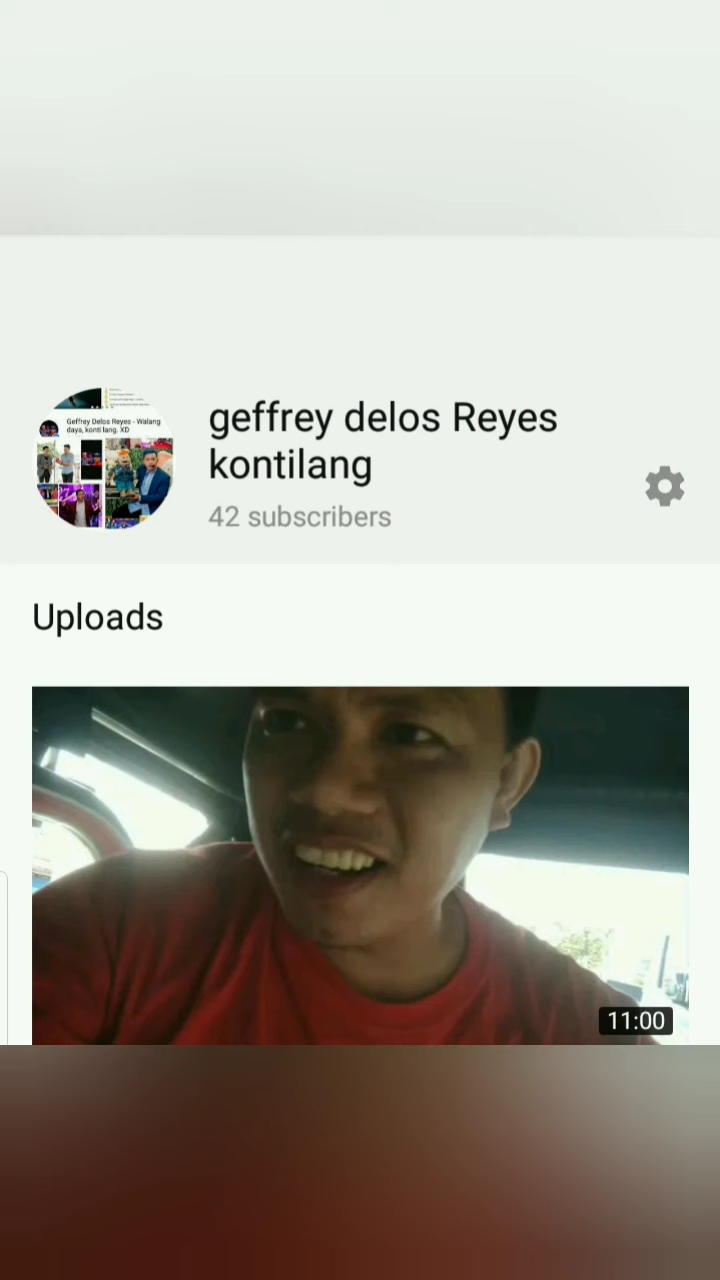 Geffrey Delos Reyes - Walang
daya, konti lang. XD
geffrey delos Reyes
kontilang
42 subscribers
Uploads
11:00